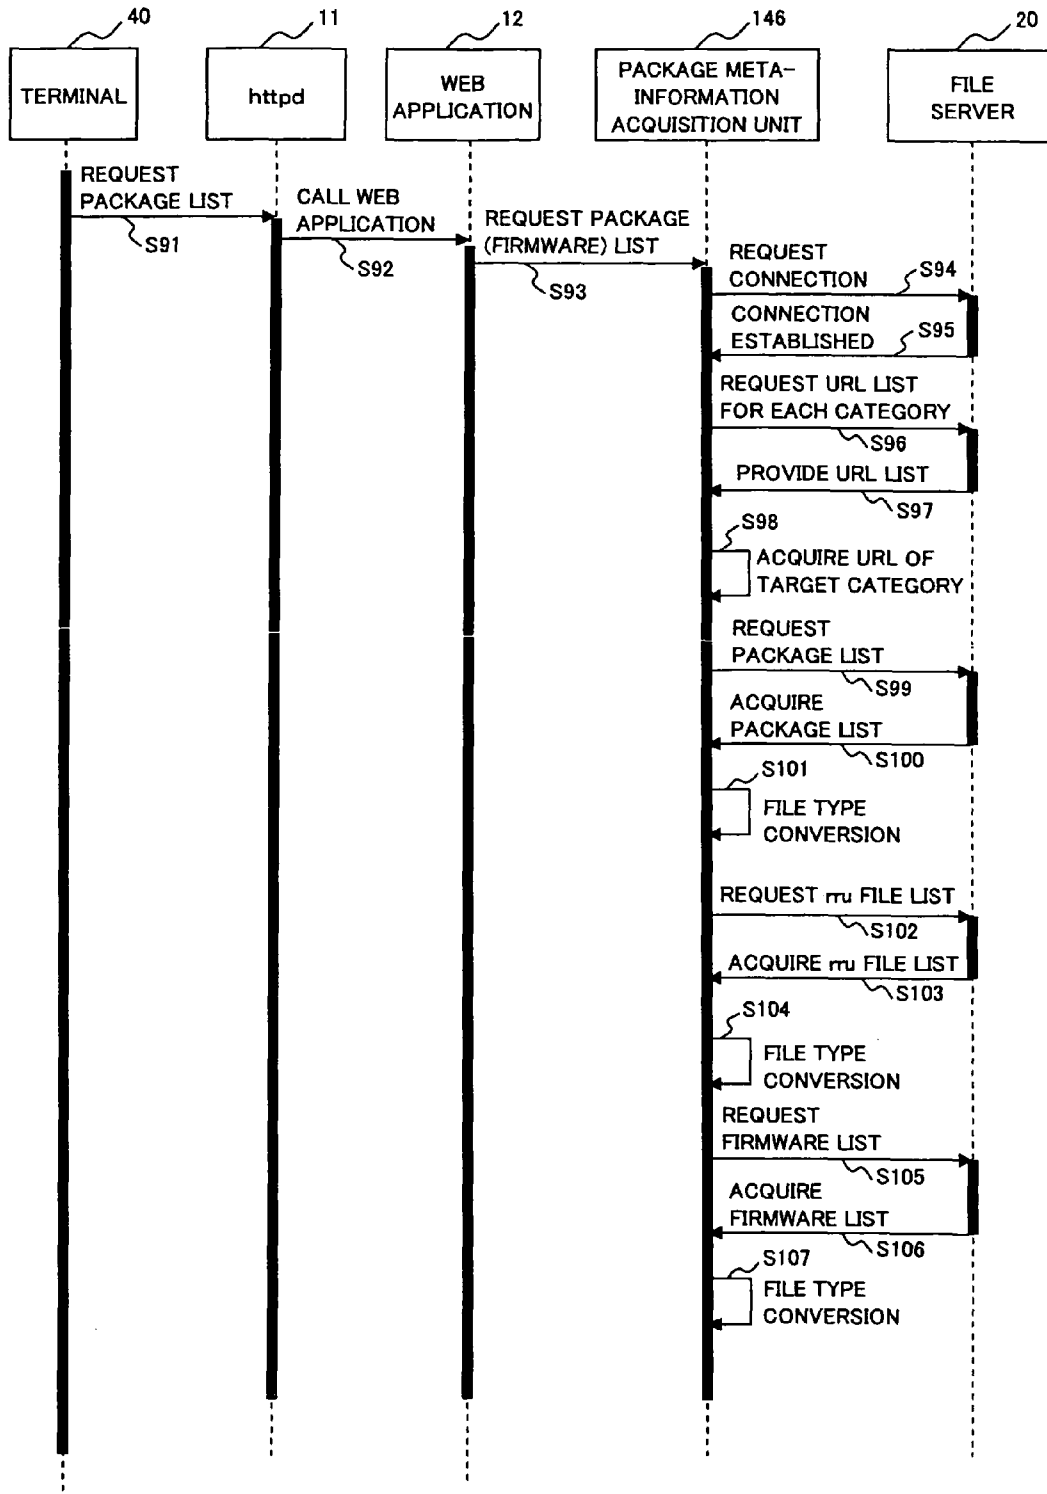 40
11
12
146
20
TERMINAL
httpd
WEB
APPLICATION
PACKAGE META-
INFORMATION
ACQUISITION UNIT
FILE
SERVER
REQUEST
PACKAGE LIST
S91
CALL WEB
APPLICATION
S92
REQUEST PACKAGE
(FIRMWARE) LIST
S93
REQUEST
CONNECTION
S94
CONNECTION
ESTABLISHED
S95
REQUEST URL LIST
FOR EACH CATEGORY
S96
PROVIDE URL LIST
S97
S98
ACQUIRE URL OF
TARGET CATEGORY
REQUEST
PACKAGE LIST
S99
ACQUIRE
PACKAGE LIST
S100
S101
FILE TYPE
CONVERSION
REQUEST rru FILE LIST
S102
ACQUIRE rru FILE LIST
S103
S104
FILE TYPE
CONVERSION
REQUEST
FIRMWARE LIST
S105
ACQUIRE
FIRMWARE LIST
S106
S107
FILE TYPE
CONVERSION